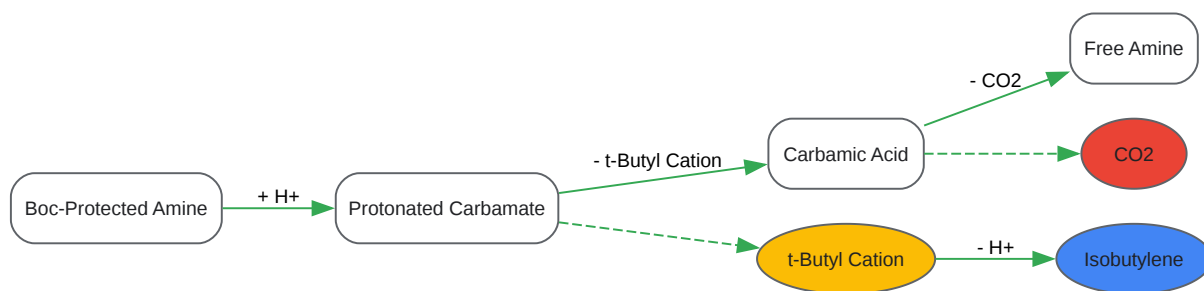 Boc-Protected Amine
+ H+
Protonated Carbamate
- t-Butyl Cation
Carbamic Acid
- CO2
Free Amine
CO2
t-Butyl Cation
- H+
Isobutylene